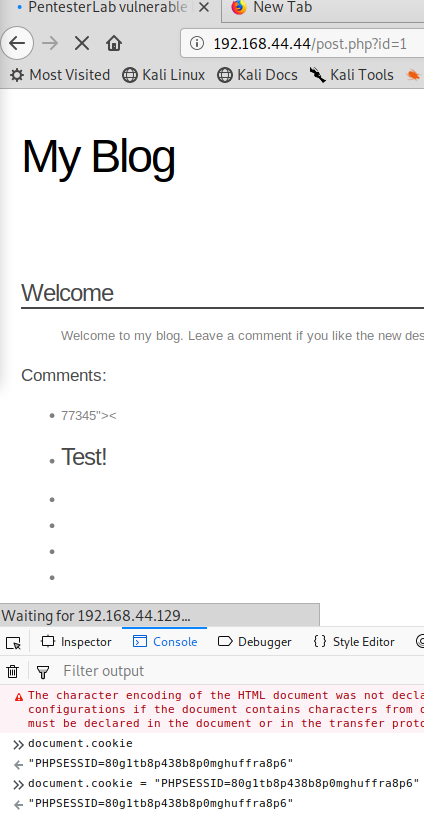 PentesterLab vulnerable
New Tab
192.168.44.44/post.php?id=1
Most Visited Kali Linux Kali Docs Kali Tools
My Blog
Welcome
Welcome to my blog. Leave a comment if you like the new des
Comments:
77345"><
Test!
Waiting for 192.168.44.129...
Inspector Console Debugger {} Style Editor
Filter output
The character encoding of the HTML document was not decla
configurations if the document contains characters from o
must be declared in the document or in the transfer proto
document.cookie
"PHPSESSID=80g1tb8p438b8p0mghuffra8p6"
document.cookie = "PHPSESSID=80g1tb8p438b8p0mghuffra8p6"
"PHPSESSID=80g1tb8p438b8p0mghuffra8p6"